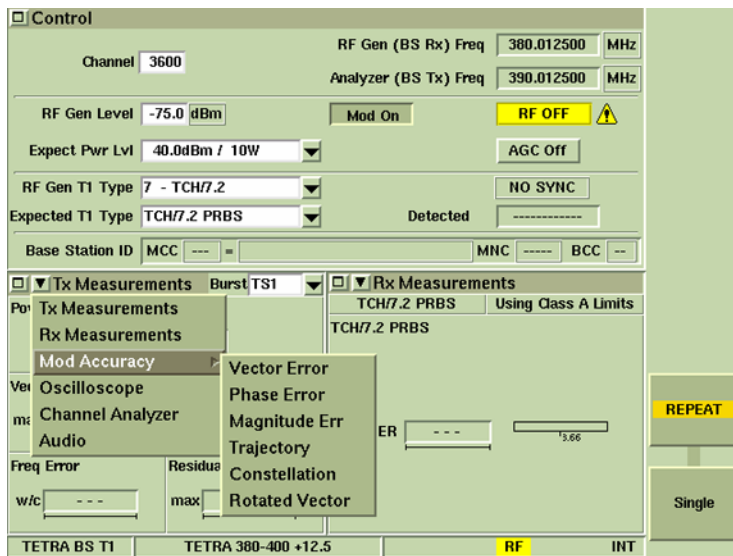 Control
Channel 3600
RF Gen (BS Rx) Freq 380.012500 MHz
Analyzer (BS Tx) Freq 390.012500 MHz
RF Gen Level -75.0 dBm Mod On RF OFF
Expect Pwr Lvl 40.0dBm / 10W AGC Off
RF Gen T1 Type 7 - TCH/7.2 NO SYNC
Expected T1 Type TCH/7.2 PRBS Detected ------------
Base Station ID MCC --- = MNC ----- BCC --
Tx Measurements Burst TS1
Tx Measurements
Rx Measurements
Mod Accuracy
Oscilloscope
Channel Analyzer
Audio
Vector Error
Phase Error
Magnitude Err
Trajectory
Constellation
Rotated Vector
Freq Error
w/c ---
max
Rx Measurements
TCH/7.2 PRBS Using Class A Limits
TCH/7.2 PRBS
ER --- 3.66
REPEAT
Single
TETRA BS T1 TETRA 380-400 +12.5 RF INT